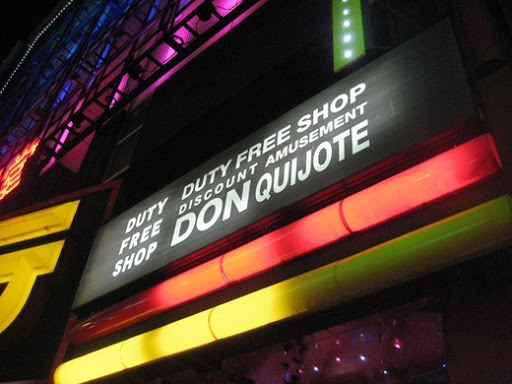 DUTY
FREE
SHOP
DUTY FREE SHOP
DISCOUNT AMUSEMENT
DON QUIJOTE